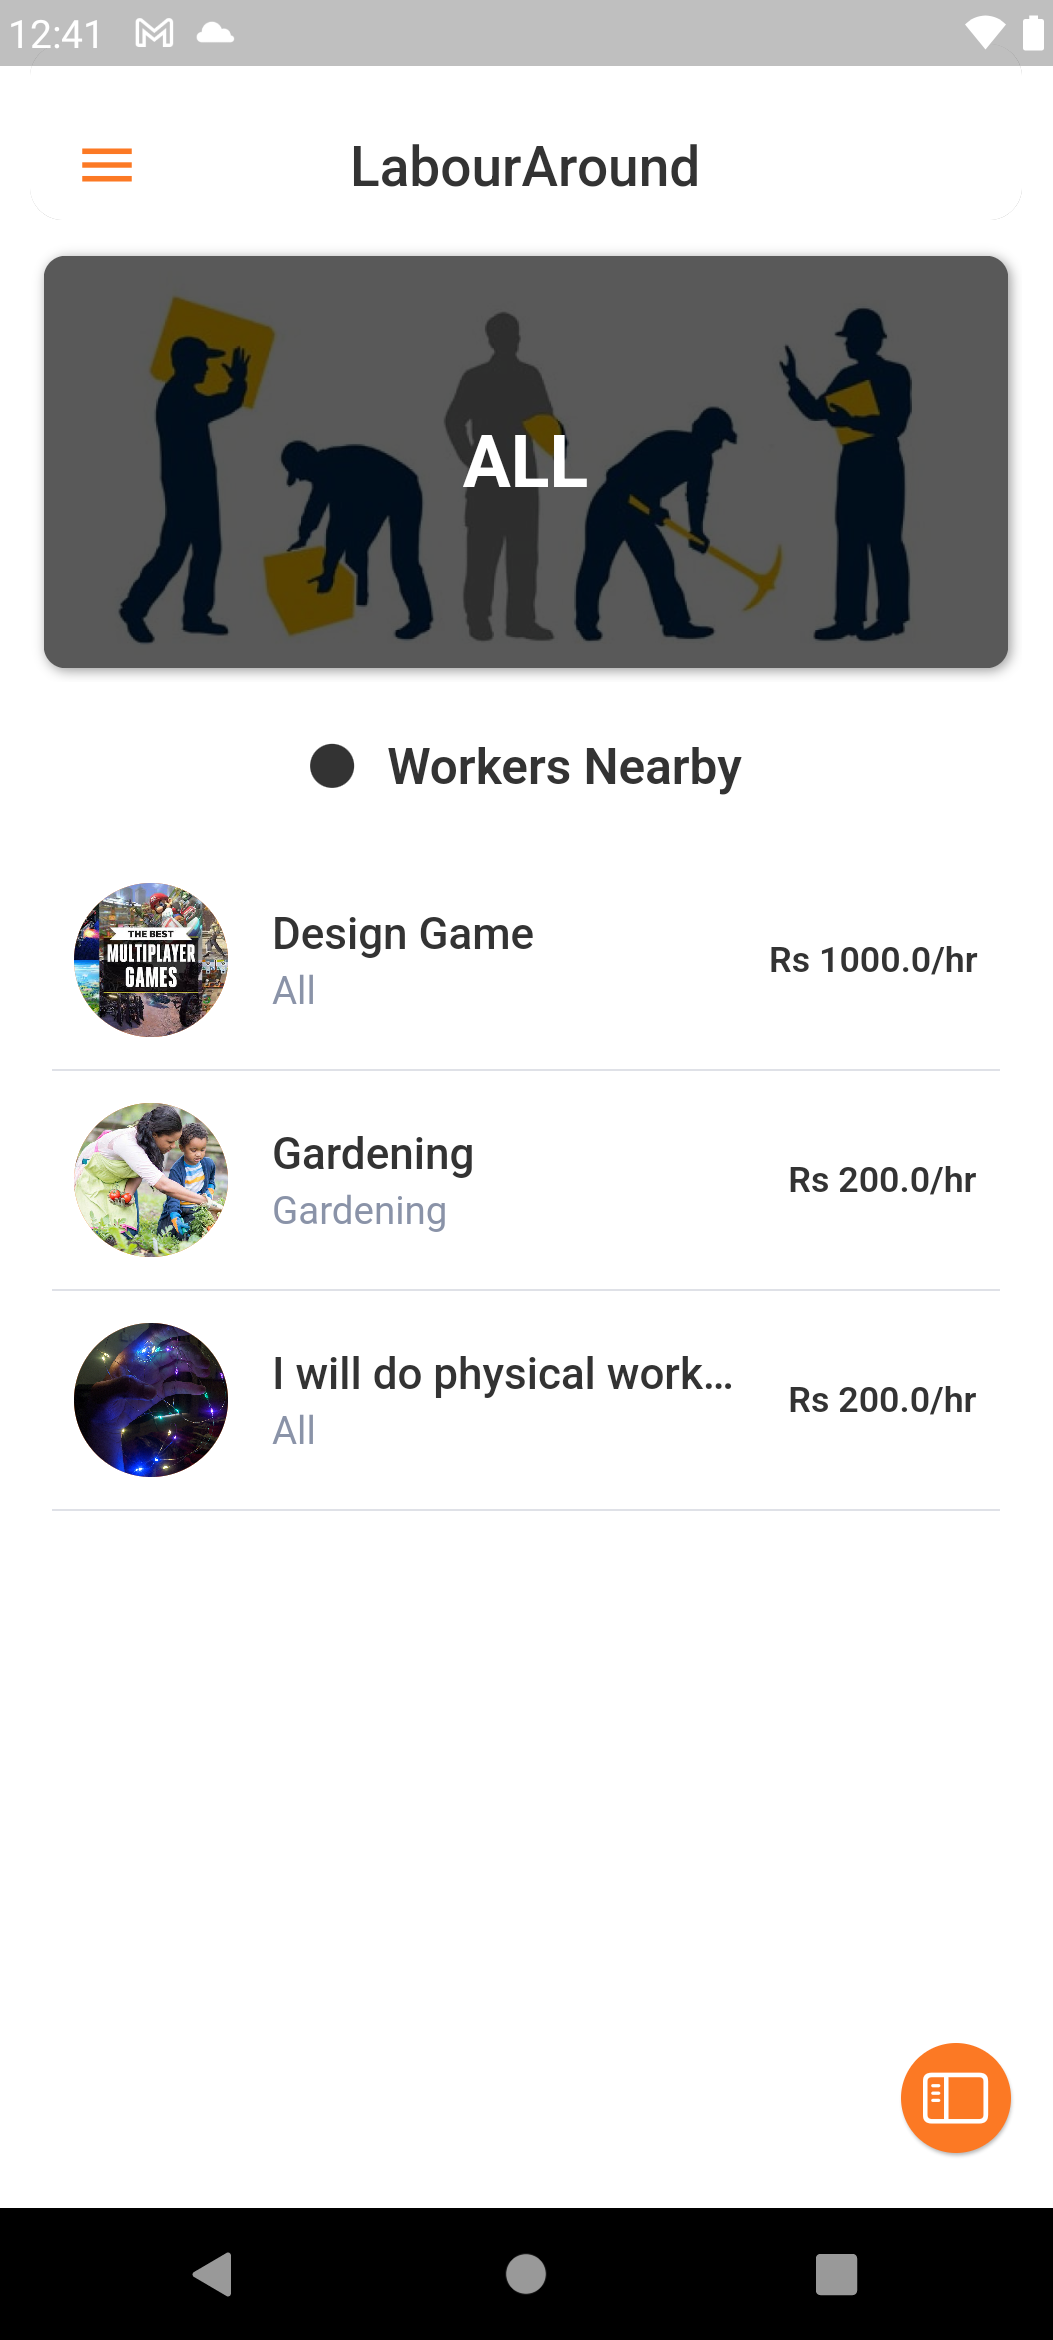 12:41
LabourAround
ALL
Workers Nearby
THE BEST
MULTIPLAYER
GAMES
Design Game
All
Rs 1000.0/hr
Gardening
Gardening
Rs 200.0/hr
I will do physical work...
All
Rs 200.0/hr